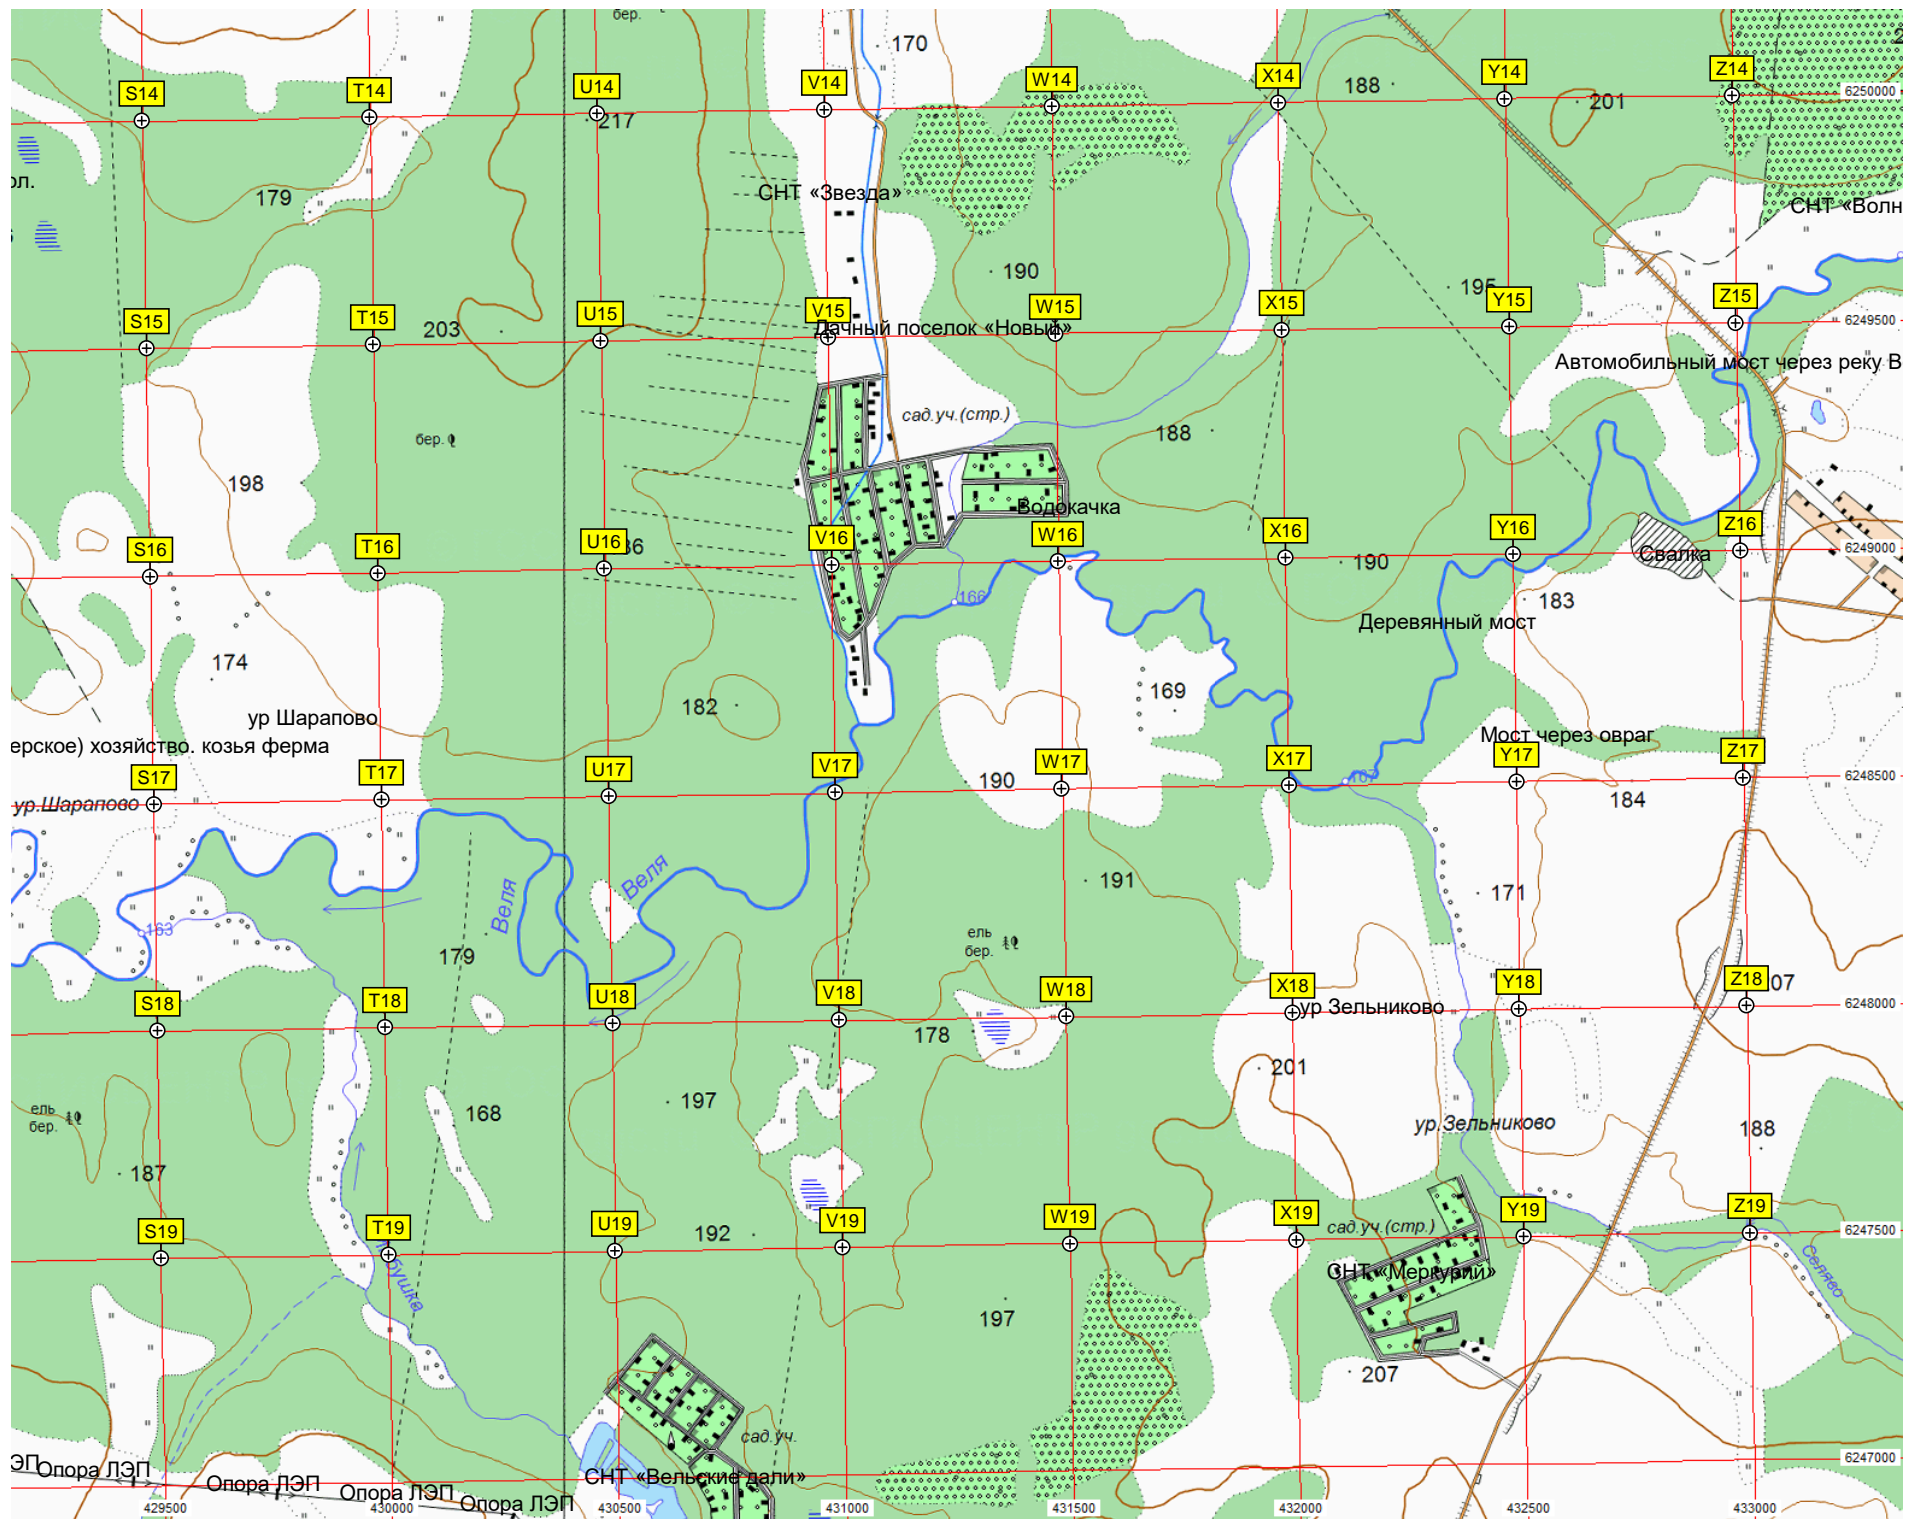 бер.
170
S14
T14
U14
V14
W14
X14
188
Y14
201
Z14
6250000
217
ол.
179
СНТ «Звезда»
СНТ «Волн
190
195
S15
T15
203
U15
V15
W15
X15
Y15
Z15
6249500
Дачный поселок «Новый»
Автомобильный мост через реку В
сад.уч.(стр.)
бер.
188
198
Водокачка
S16
T16
U16
V16
W16
X16
190
Y16
Свалка
Z16
6249000
166
183
Деревянный мост
174
169
182
ур Шарапово
Мост через овраг
ерское) хозяйство. козья ферма
S17
T17
U17
V17
190
W17
X17
167
Y17
184
Z17
6248500
ур.Шарапово
Веля
Веля
191
171
163
179
ель
бер.
S18
T18
U18
V18
W18
X18
Y18
Z18
07
6248000
ур Зельниково
178
201
ель
бер.
168
197
ур.Зельниково
188
187
S19
T19
U19
192
V19
W19
X19
сад.уч.(стр.)
Y19
Z19
6247500
СНТ «Меркурий»
Селяво
197
207
сад.уч.
ЭП
Опора ЛЭП
Опора ЛЭП
Опора ЛЭП
Опора ЛЭП
СНТ «Вельские дали»
6247000
429500
430000
430500
431000
431500
432000
432500
433000